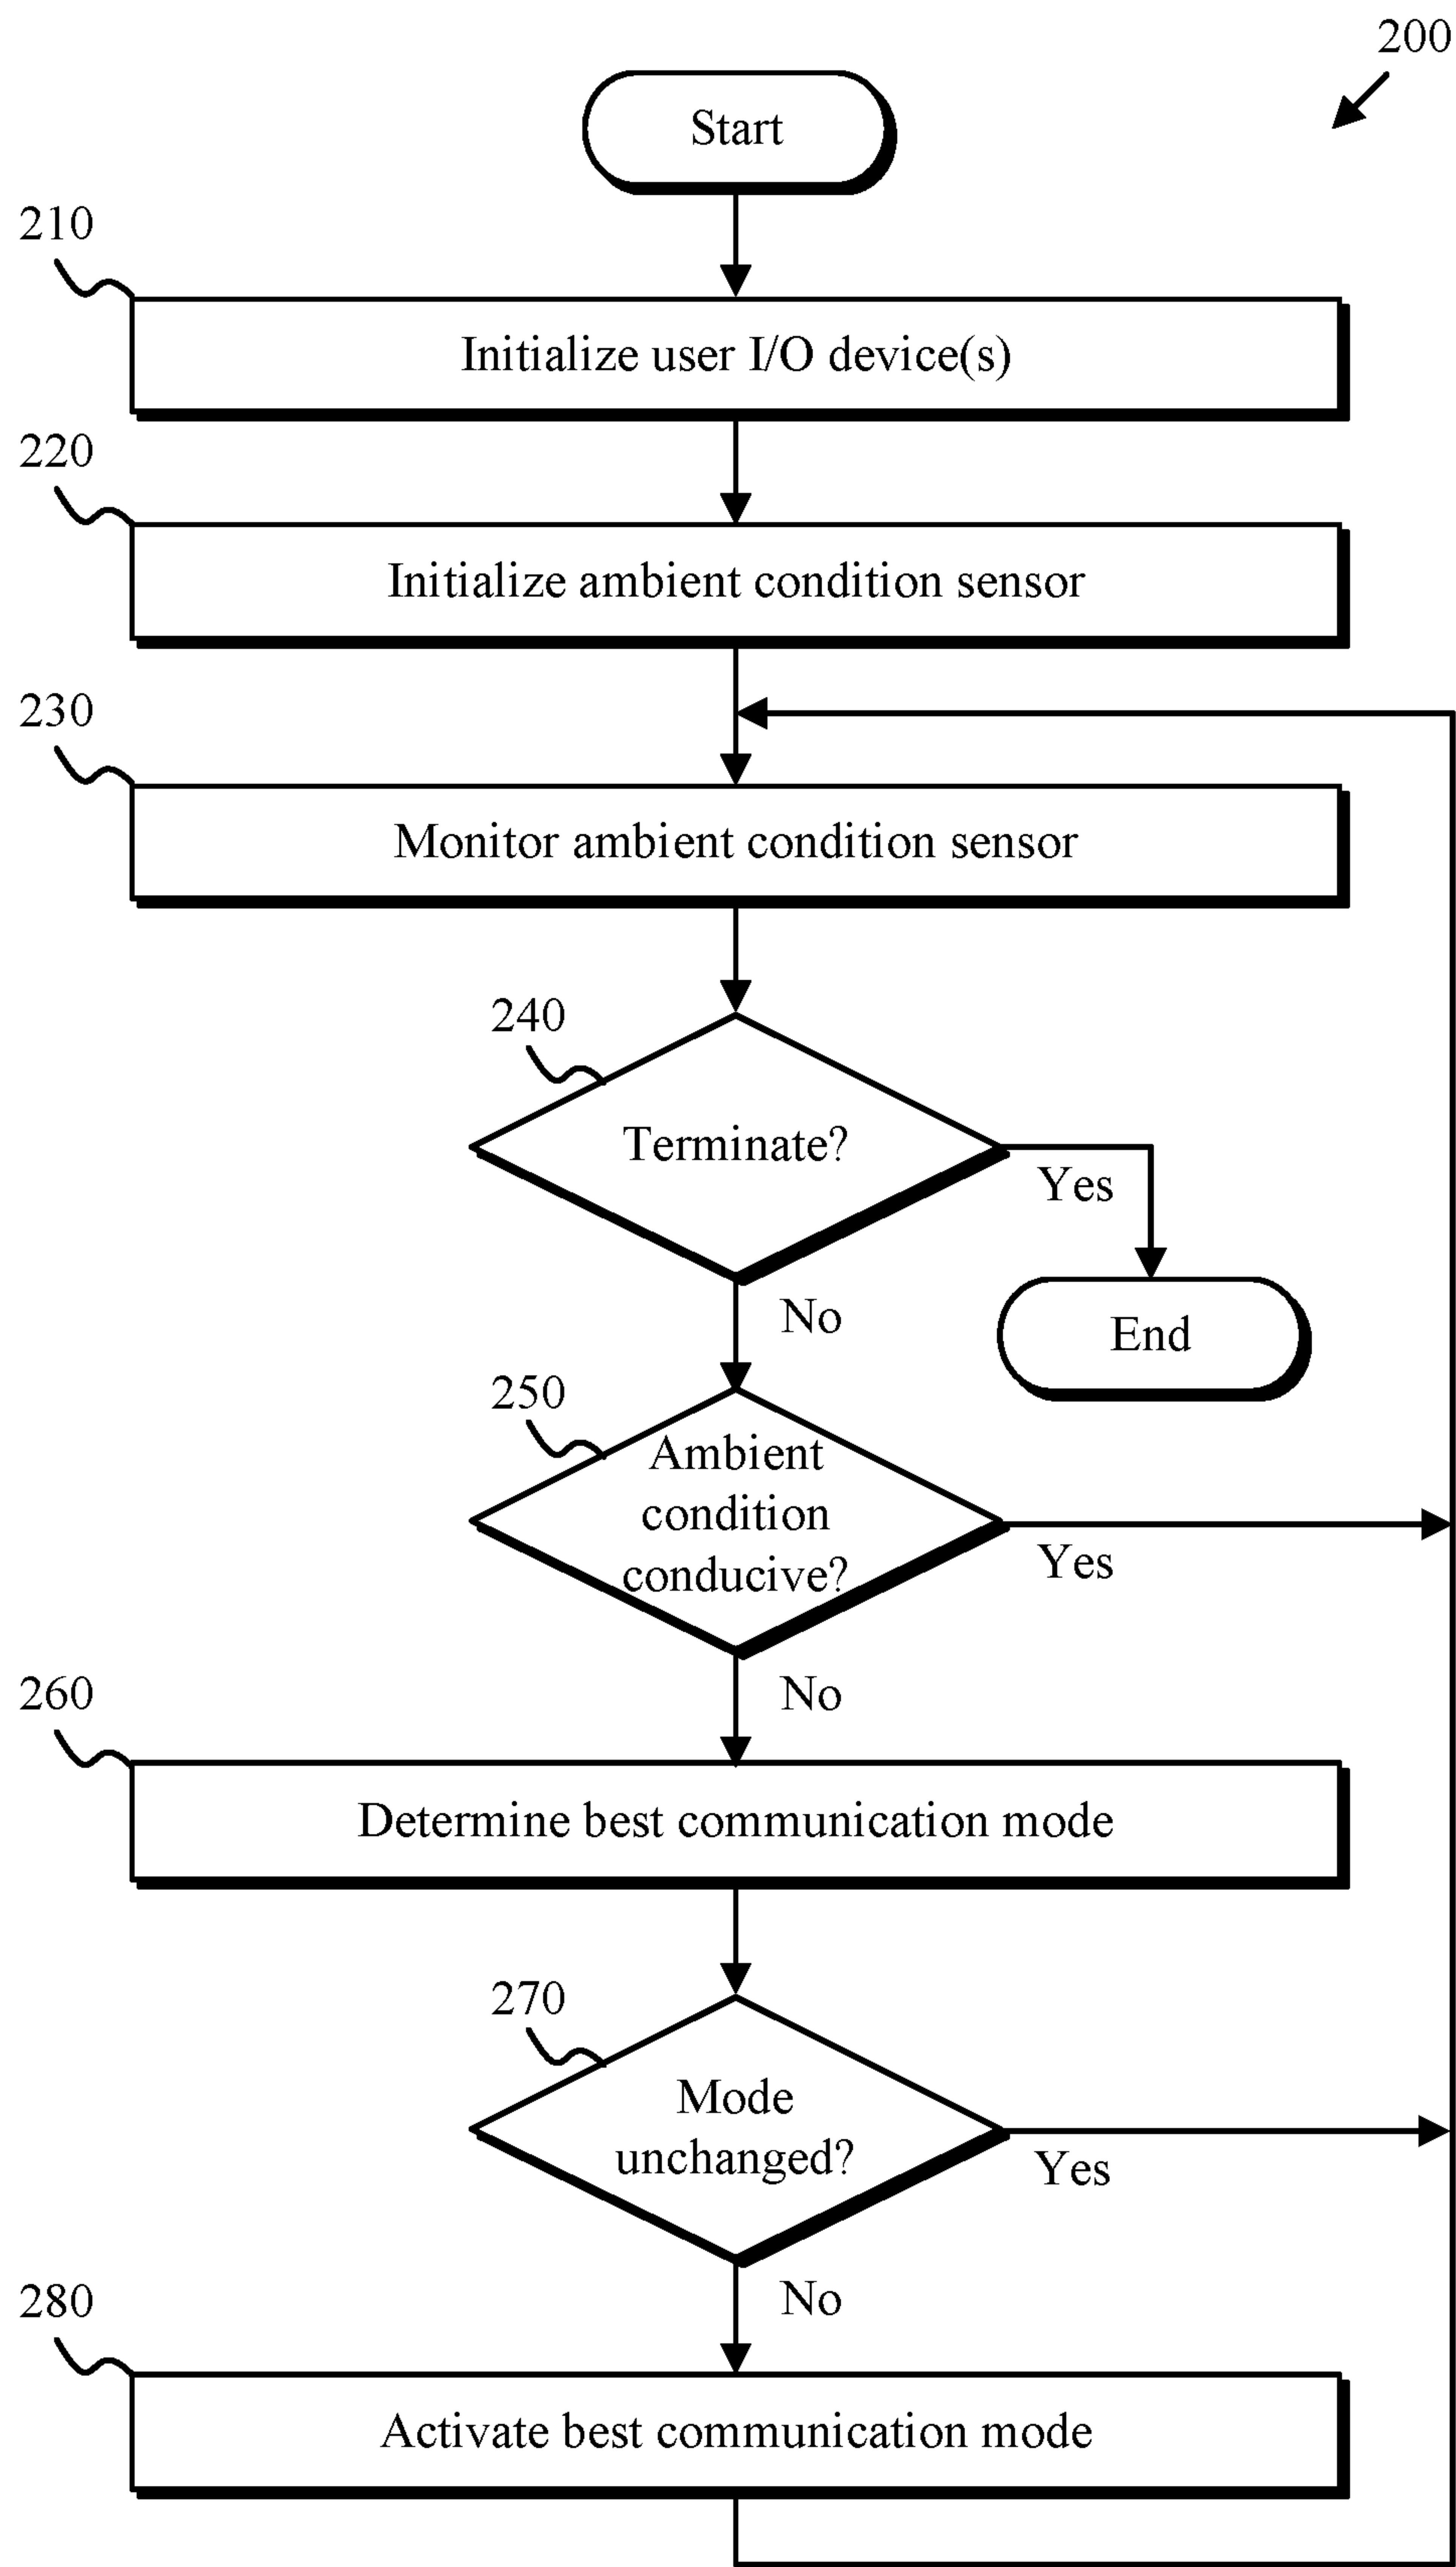 200
Start
210
Initialize user I/O device(s)
220
Initialize ambient condition sensor
230
Monitor ambient condition sensor
240
Terminate?
Yes
No
End
250
Ambient
condition
conducive?
Yes
No
260
Determine best communication mode
270
Mode
unchanged?
Yes
No
280
Activate best communication mode